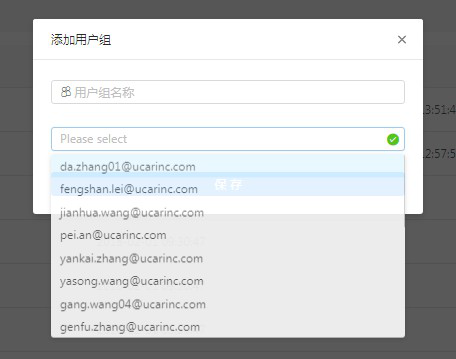 添加用户组
用户组名称
13:51:4
Please select
12:57:5
da.zhang01@ucarinc.com
保存
fengshan.lei@ucarinc.com
jianhua.wang@ucarinc.com
pei.an@ucarinc.com
yankai.zhang@ucarinc.com
yasong.wang@ucarinc.com
gang.wang04@ucarinc.com
genfu.zhang@ucarinc.com